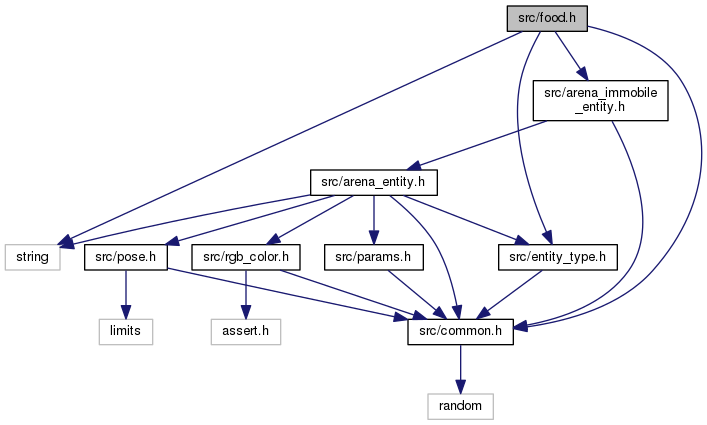 src/food.h
src/arena_immobile
_entity.h
src/arena_entity.h
string
src/pose.h
src/rgb_color.h
src/params.h
src/entity_type.h
limits
assert.h
src/common.h
random